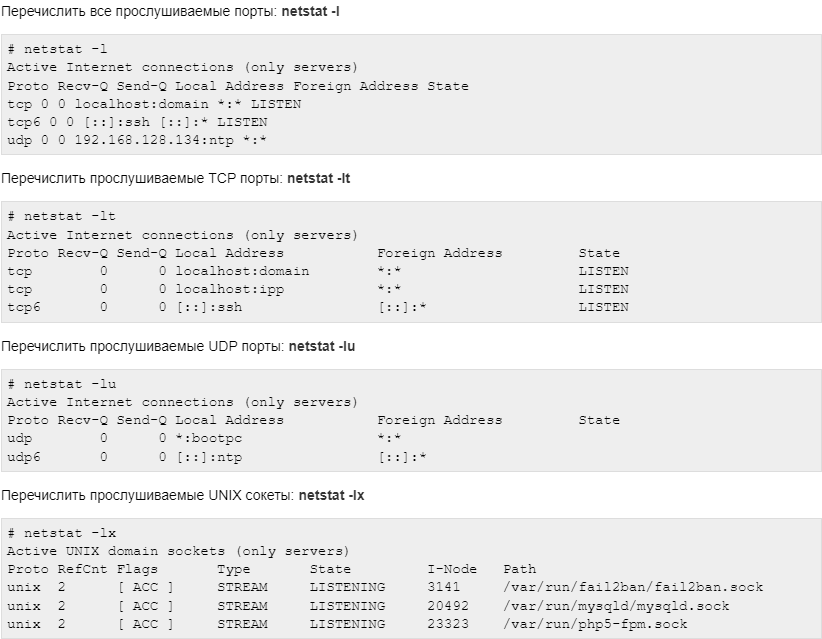 Перечислить все прослушиваемые порты: netstat -l
# netstat -l
Active Internet connections (only servers)
Proto Recv-Q Send-Q Local Address Foreign Address State
tcp 0 0 localhost:domain *:* LISTEN
tcp6 0 0 [::]:ssh [::]:* LISTEN
udp 0 0 192.168.128.134:ntp *:*
Перечислить прослушиваемые TCP порты: netstat -lt
# netstat -lt
Active Internet connections (only servers)
Proto Recv-Q Send-Q Local Address           Foreign Address         State
tcp        0      0 localhost:domain        *:*                     LISTEN
tcp        0      0 localhost:ipp           *:*                     LISTEN
tcp6       0      0 [::]:ssh                [::]:*                  LISTEN
Перечислить прослушиваемые UDP порты: netstat -lu
# netstat -lu
Active Internet connections (only servers)
Proto Recv-Q Send-Q Local Address           Foreign Address         State
udp        0      0 *:bootpc                *:*
udp6       0      0 [::]:ntp                [::]:*
Перечислить прослушиваемые UNIX сокеты: netstat -lx
# netstat -lx
Active UNIX domain sockets (only servers)
Proto RefCnt Flags       Type       State         I-Node   Path
unix  2      [ ACC ]     STREAM     LISTENING     3141     /var/run/fail2ban/fail2ban.sock
unix  2      [ ACC ]     STREAM     LISTENING     20492    /var/run/mysqld/mysqld.sock
unix  2      [ ACC ]     STREAM     LISTENING     23323    /var/run/php5-fpm.sock